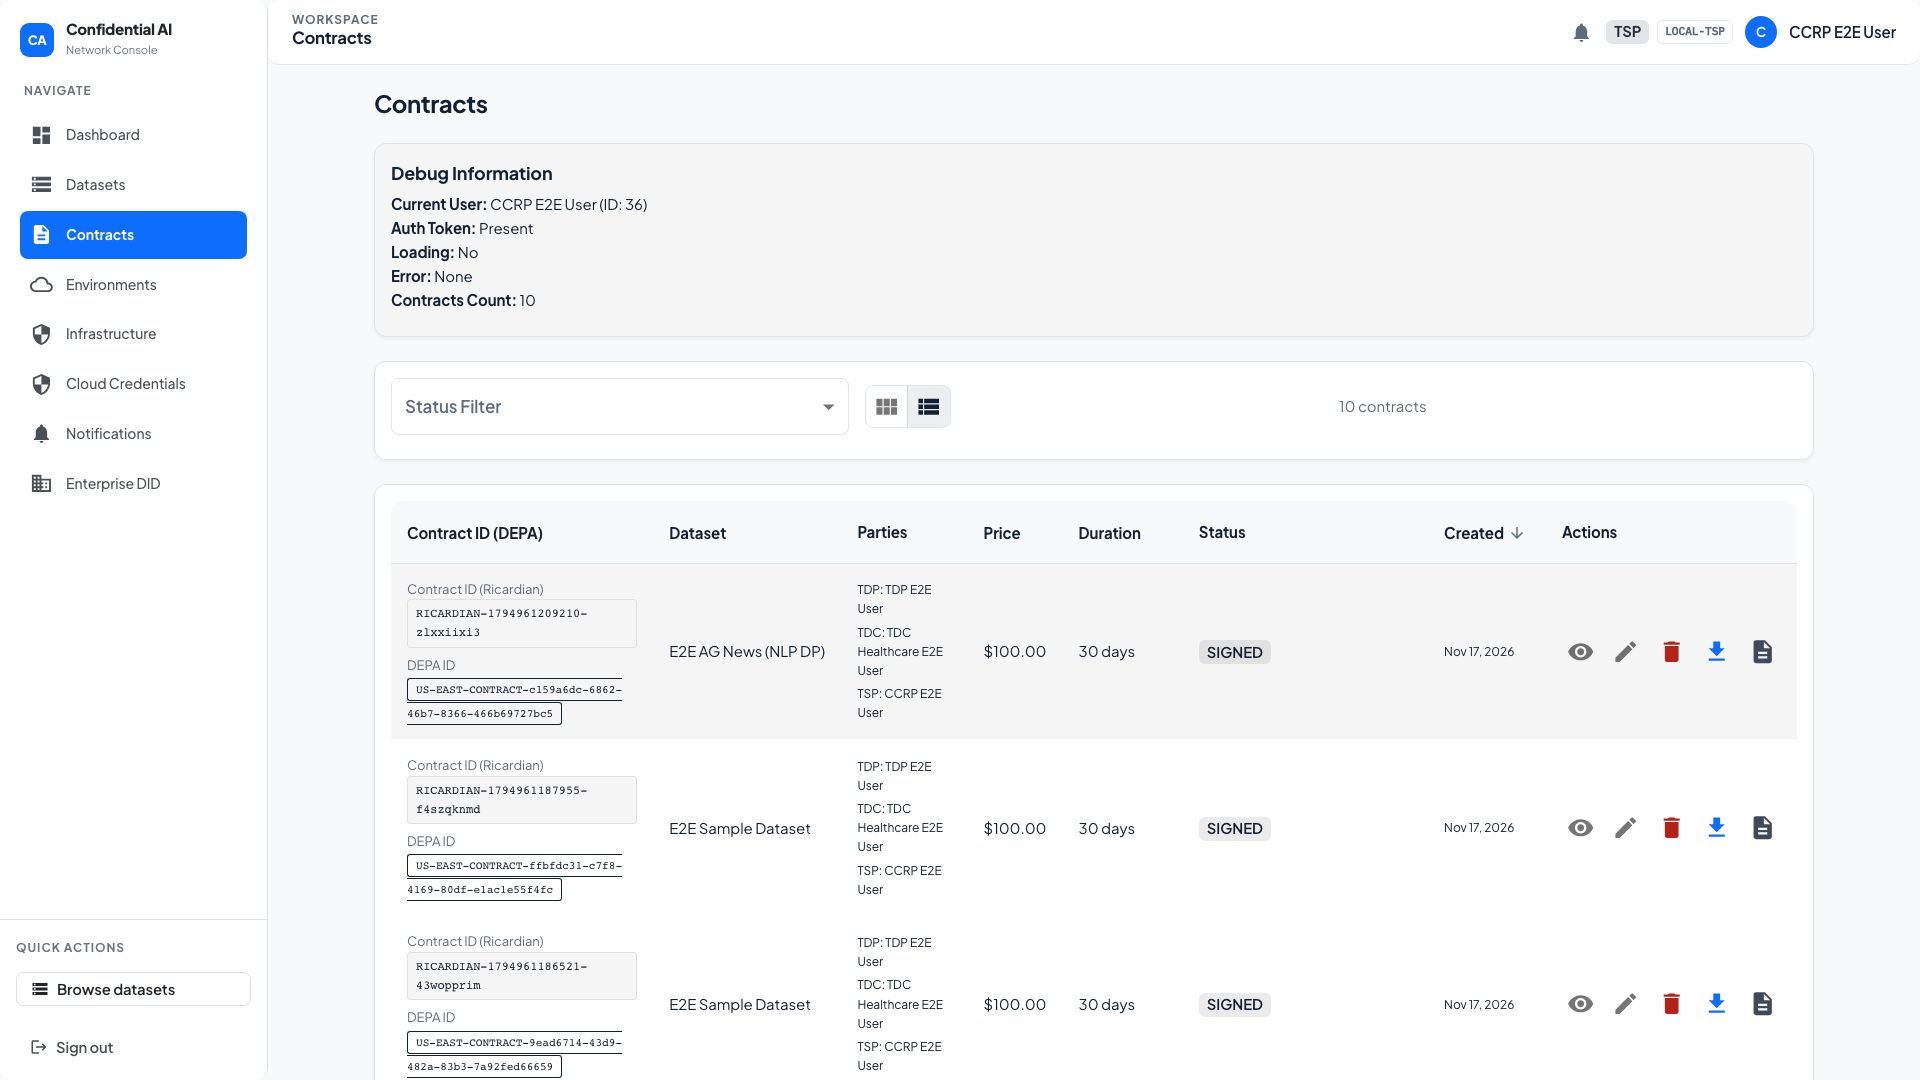 CA
Confidential AI
Network Console
NAVIGATE
Dashboard
Datasets
Contracts
Environments
Infrastructure
Cloud Credentials
Notifications
Enterprise DID
QUICK ACTIONS
Browse datasets
Sign out
WORKSPACE
Contracts
TSP
LOCAL-TSP
C
CCRP E2E User
Contracts
Debug Information
Current User: CCRP E2E User (ID: 36)
Auth Token: Present
Loading: No
Error: None
Contracts Count: 10
Status Filter
10 contracts
Contract ID (DEPA) Dataset Parties Price Duration Status Created Actions
Contract ID (Ricardian)
RICARDIAN-1794961209210-
zlxxiixi3
DEPA ID
US-EAST-CONTRACT-c159a6dc-6862-
46b7-8366-466b69727bc5
E2E AG News (NLP DP)
TDP: TDP E2E
User
TDC: TDC
Healthcare E2E
User
TSP: CCRP E2E
User
$100.00
30 days
SIGNED
Nov 17, 2026
Contract ID (Ricardian)
RICARDIAN-1794961187955-
f4szqknmd
DEPA ID
US-EAST-CONTRACT-ffbfdc31-c7f8-
4169-80df-e1ac1e55f4fc
E2E Sample Dataset
TDP: TDP E2E
User
TDC: TDC
Healthcare E2E
User
TSP: CCRP E2E
User
$100.00
30 days
SIGNED
Nov 17, 2026
Contract ID (Ricardian)
RICARDIAN-1794961186521-
43wopprim
DEPA ID
US-EAST-CONTRACT-9ead6714-43d9-
482a-83b3-7a92fed66659
E2E Sample Dataset
TDP: TDP E2E
User
TDC: TDC
Healthcare E2E
User
TSP: CCRP E2E
User
$100.00
30 days
SIGNED
Nov 17, 2026